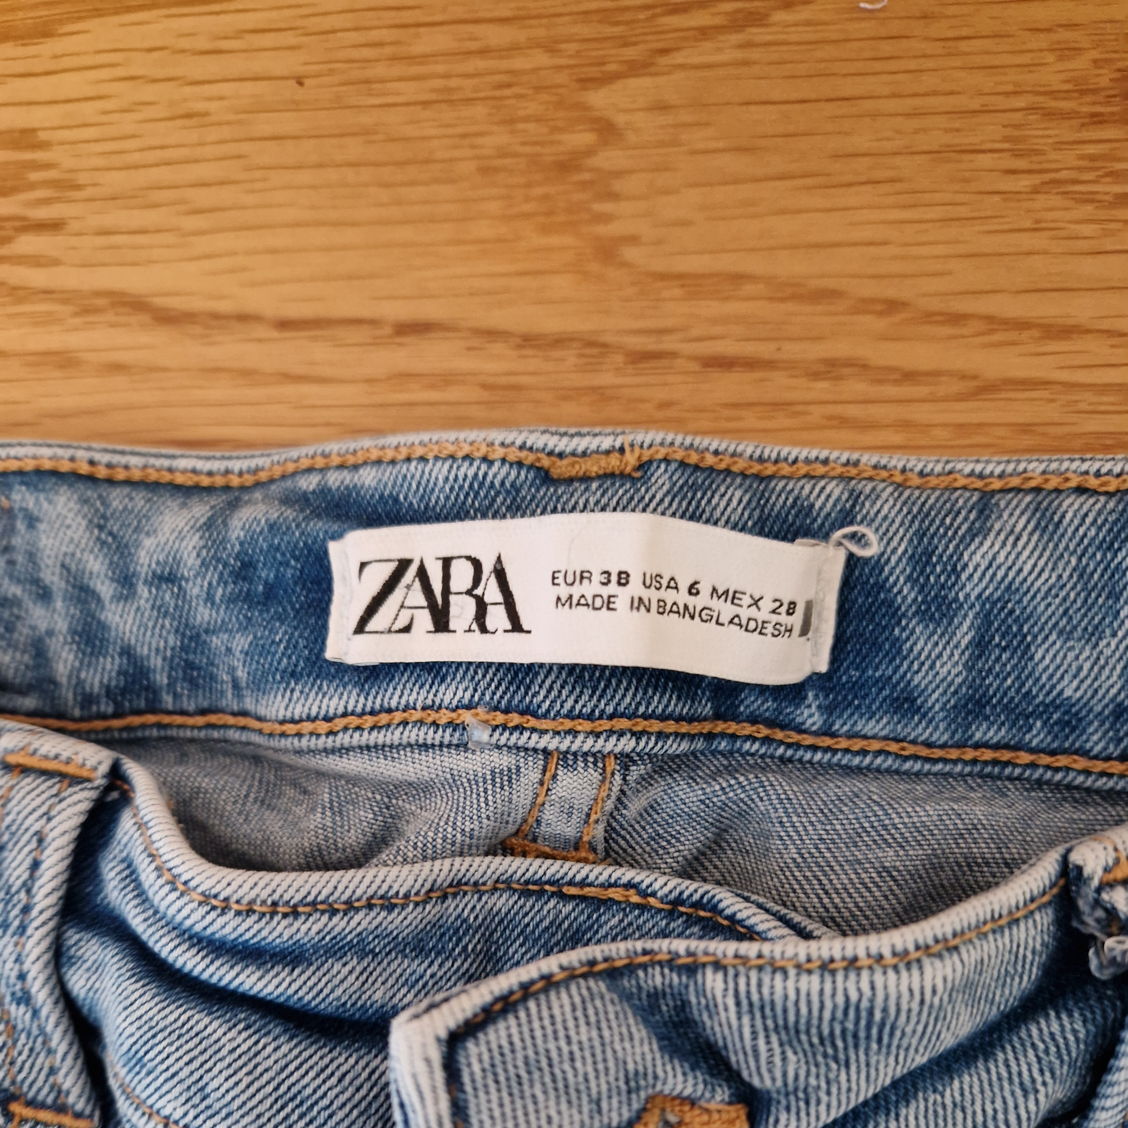 ZARA
EUR 38 USA 6 MEX 28
MADE IN BANGLADESH